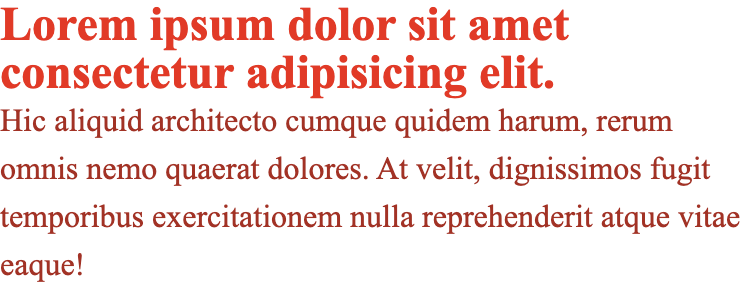 Lorem ipsum dolor sit amet
consectetur adipisicing elit.
Hic aliquid architecto cumque quidem harum, rerum
omnis nemo quaerat dolores. At velit, dignissimos fugit
temporibus exercitationem nulla reprehenderit atque vitae
eaque!